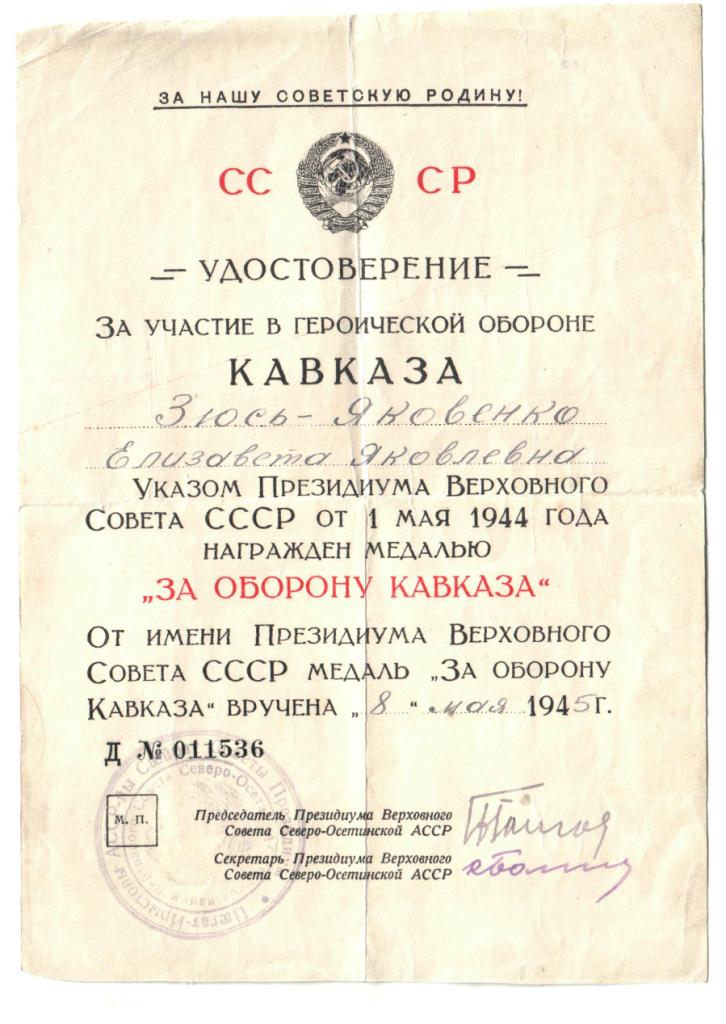 ЗА НАШУ СОВЕТСКУЮ РОДИНУ!
СС СР
УДОСТОВЕРЕНИЕ
ЗА УЧАСТИЕ В ГЕРОИЧЕСКОЙ ОБОРОНЕ
КАВКАЗА
Зюсь-Яковенко
Елизавета Яковлевна
УКАЗОМ ПРЕЗИДИУМА ВЕРХОВНОГО
СОВЕТА СССР ОТ 1 МАЯ 1944 ГОДА
НАГРАЖДЕН МЕДАЛЬЮ
„ЗА ОБОРОНУ КАВКАЗА“
ОТ ИМЕНИ ПРЕЗИДИУМА ВЕРХОВНОГО
СОВЕТА СССР МЕДАЛЬ „ЗА ОБОРОНУ
КАВКАЗА“ ВРУЧЕНА „8“ мая 1945 Г.
Д № 011536
М. П.
Председатель Президиума Верховного
Совета Северо-Осетинской АССР
Секретарь Президиума Верховного
Совета Северо-Осетинской АССР